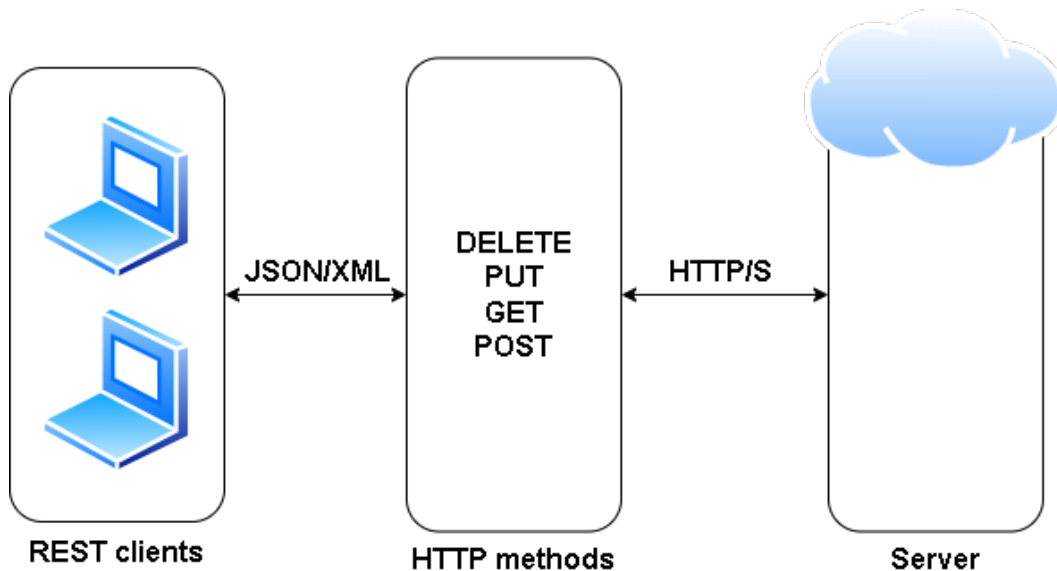 JSON/XML
DELETE
PUT
GET
POST
HTTP/S
REST clients
HTTP methods
Server